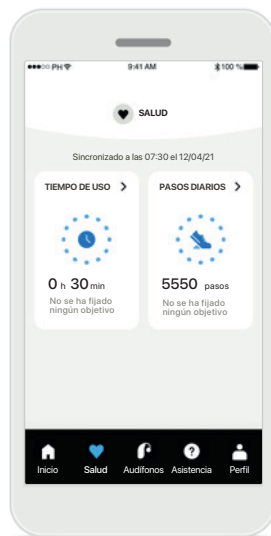 PH 9:41 AM 100 %
SALUD
Sincronizado a las 07:30 el 12/04/21
TIEMPO DE USO PASOS DIARIOS
0 h 30 min 5550 pasos
No se ha fijado No se ha fijado
ningún objetivo ningún objetivo
Inicio Salud Audífonos Asistencia Perfil